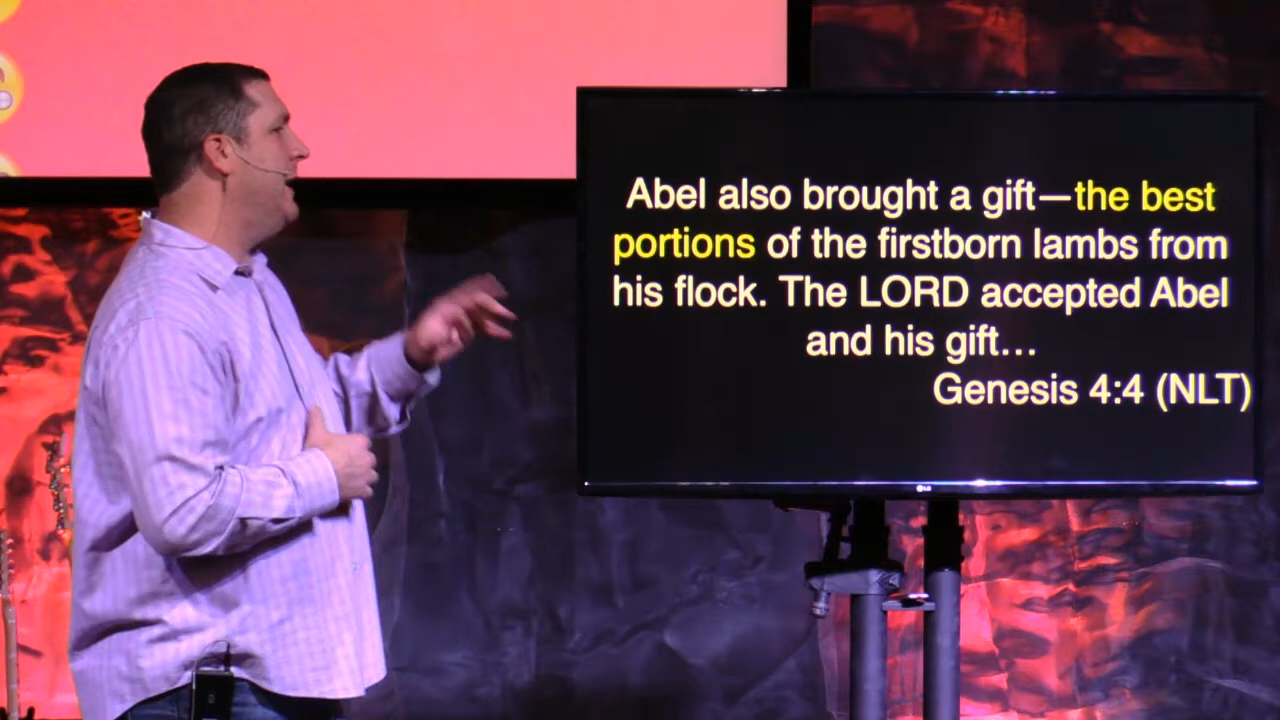 Abel also brought a gift—the best
portions of the firstborn lambs from
his flock. The LORD accepted Abel
and his gift...
Genesis 4:4 (NLT)
LG